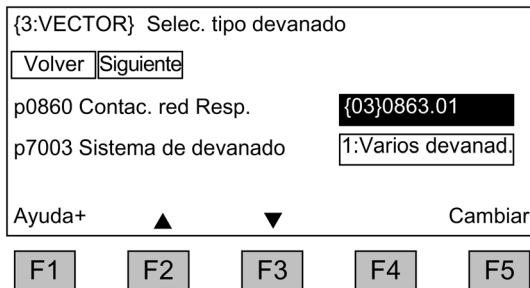 {3:VECTOR} Selec. tipo devanado
Volver Siguiente
p0860 Contac. red Resp. {03}0863.01
p7003 Sistema de devanado 1:Varios devanad.
Ayuda+ ▲ ▼ Cambiar
F1 F2 F3 F4 F5